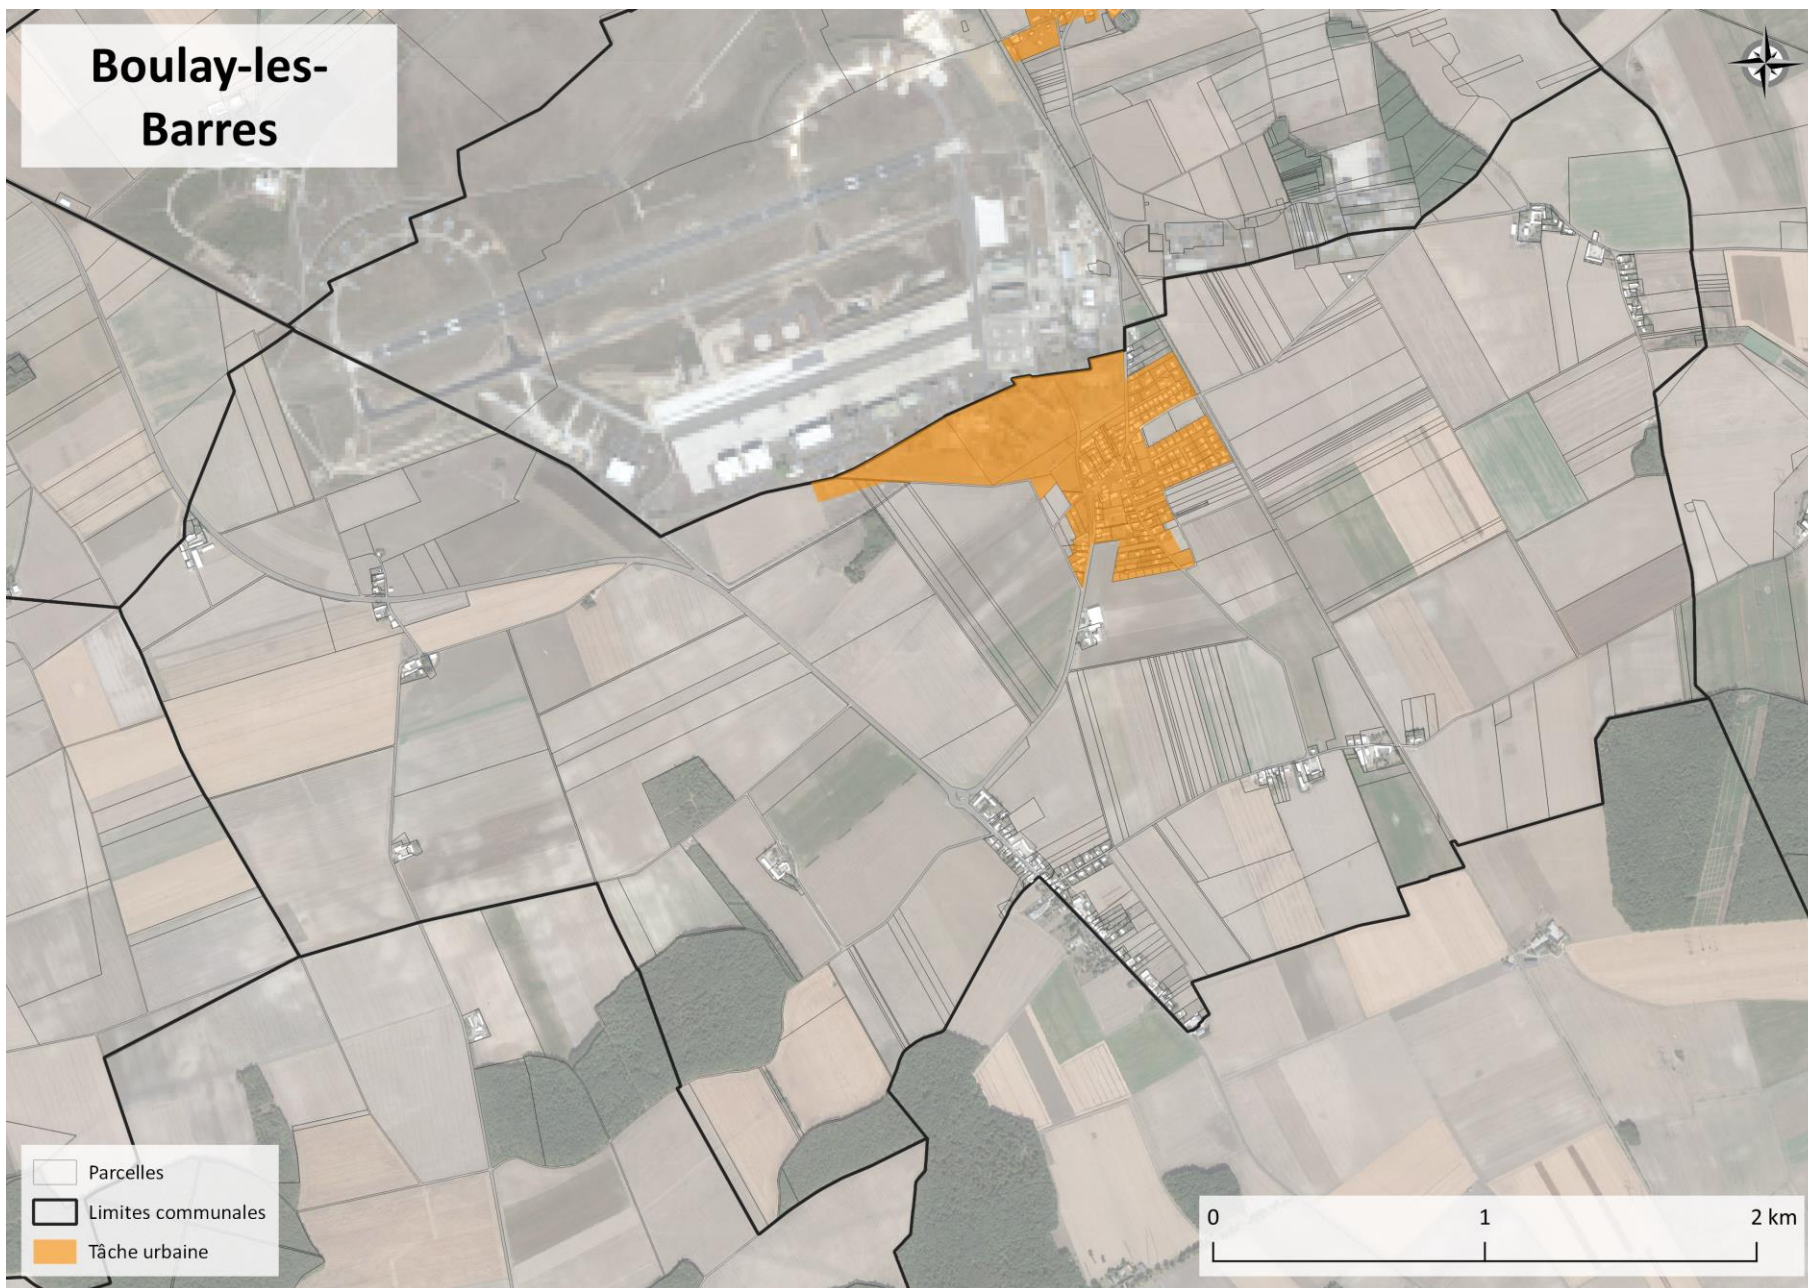 Boulay-les-
Barres
Parcelles
Limites communales
Tâche urbaine
0 1 2 km